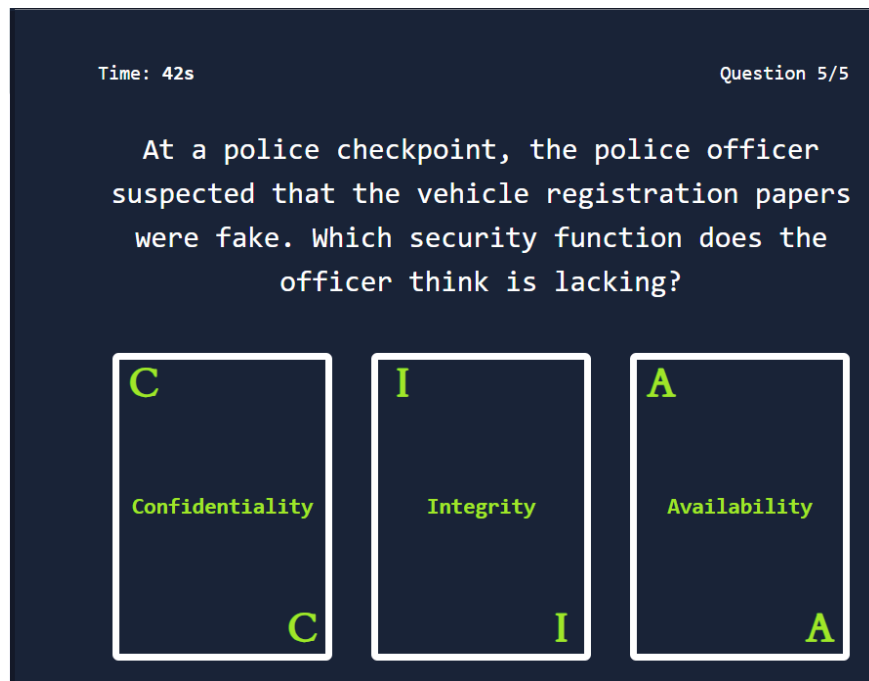 Time: 42s
Question 5/5
At a police checkpoint, the police officer
suspected that the vehicle registration papers
were fake. Which security function does the
officer think is lacking?
C
Confidentiality
C
I
Integrity
I
A
Availability
A